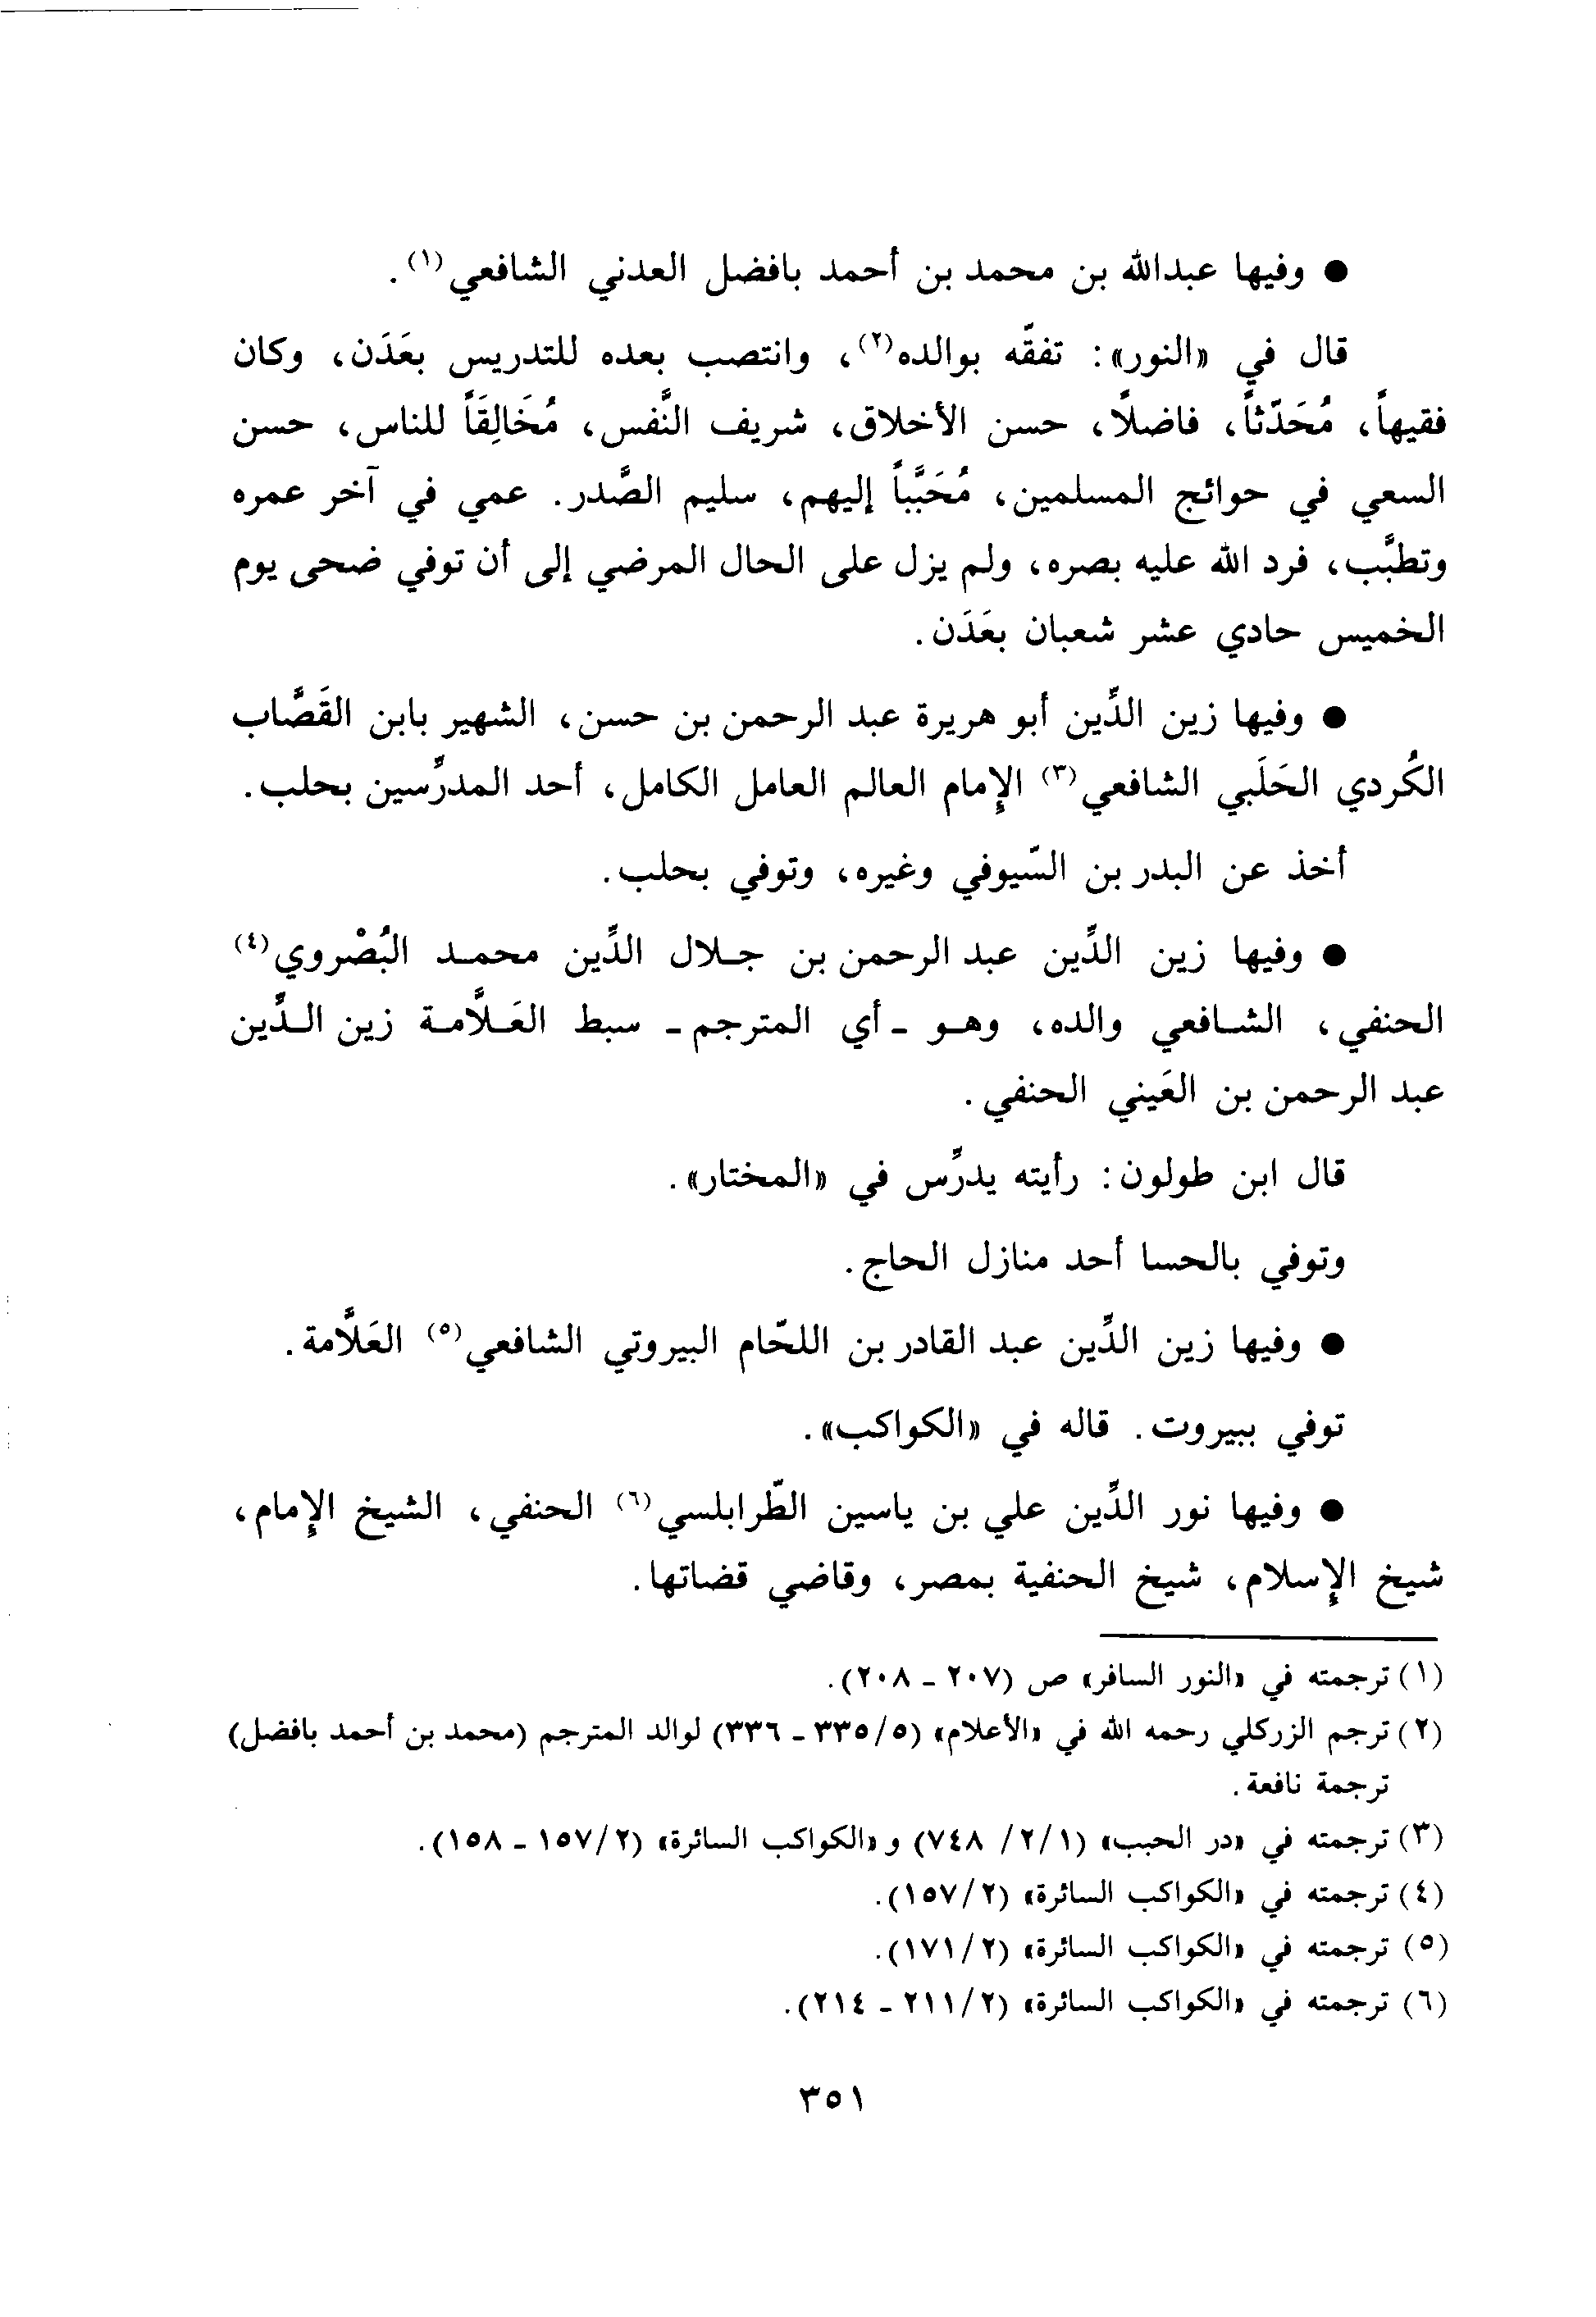 ● وفيها عبدالله بن محمد بن أحمد بافضل العدني الشافعي(١).
قال في «النور»: تفقّه بوالده(٢)، وانتصب بعده للتدريس بعَدَن، وكان
فقيهاً، مُحَدِّثاً، فاضلاً، حسن الأخلاق، شريف النَّفس، مُخَالِقَاً للناس، حسن
السعي في حوائج المسلمين، مُحَبَّباً إليهم، سليم الصَّدر. عمي في آخر عمره
وتطبَّب، فرد الله عليه بصره، ولم يزل على الحال المرضي إلى أن توفي ضحى يوم
الخميس حادي عشر شعبان بعَدَن.
● وفيها زين الدِّين أبو هريرة عبد الرحمن بن حسن، الشهير بابن القَصَّاب
الكُردي الحَلَبي الشافعي(٣) الإمام العالم العامل الكامل، أحد المدرِّسين بحلب.
أخذ عن البدر بن السّيوفي وغيره، وتوفي بحلب.
● وفيها زين الدِّين عبد الرحمن بن جلال الدِّين محمد البُصْروي(٤)
الحنفي، الشافعي والده، وهو ـ أي المترجم ـ سبط العَلَّامة زين الدِّين
عبد الرحمن بن العَيني الحنفي.
قال ابن طولون: رأيته يدرِّس في «المختار».
وتوفي بالحسا أحد منازل الحاج.
● وفيها زين الدِّين عبد القادر بن اللحّام البيروتي الشافعي(٥) العَلَّامة.
توفي ببيروت. قاله في «الكواكب».
● وفيها نور الدِّين علي بن ياسين الطّرابلسي(٦) الحنفي، الشيخ الإمام،
شيخ الإسلام، شيخ الحنفية بمصر، وقاضي قضاتها.
(١) ترجمته في «النور السافر» ص (٢٠٧ ـ ٢٠٨).
(٢) ترجم الزركلي رحمه الله في «الأعلام» (٣٣٥/٥ ـ ٣٣٦) لوالد المترجم (محمد بن أحمد بافضل)
ترجمة نافعة.
(٣) ترجمته في «در الحبب» (٢/١/ ٧٤٨) و «الكواكب السائرة» (١٥٧/٢ ـ ١٥٨).
(٤) ترجمته في «الكواكب السائرة» (١٥٧/٢).
(٥) ترجمته في «الكواكب السائرة» (١٧١/٢).
(٦) ترجمته في «الكواكب السائرة» (٢١١/٢ ـ ٢١٤).
٣٥١